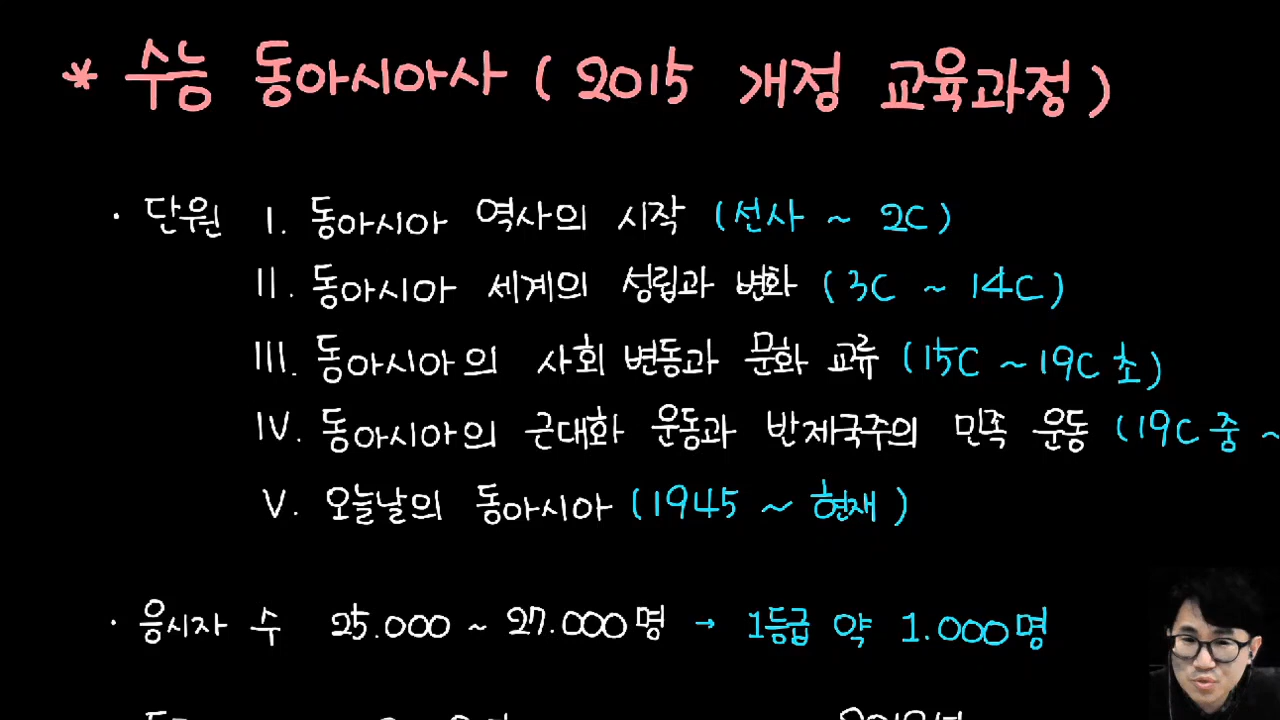 * 수능 동아시아사 ( 2015 개정 교육과정 )
· 단원 I. 동아시아 역사의 시작 (선사 ~ 2C)
II. 동아시아 세계의 성립과 변화 (3C ~ 14C)
III. 동아시아의 사회 변동과 문화 교류 (15C ~ 19C 초)
IV. 동아시아의 근대화 운동과 반제국주의 민족 운동 (19C 중 ~
V. 오늘날의 동아시아 (1945 ~ 현재)
· 응시자 수 25.000 ~ 27.000명 → 1등급 약 1.000명